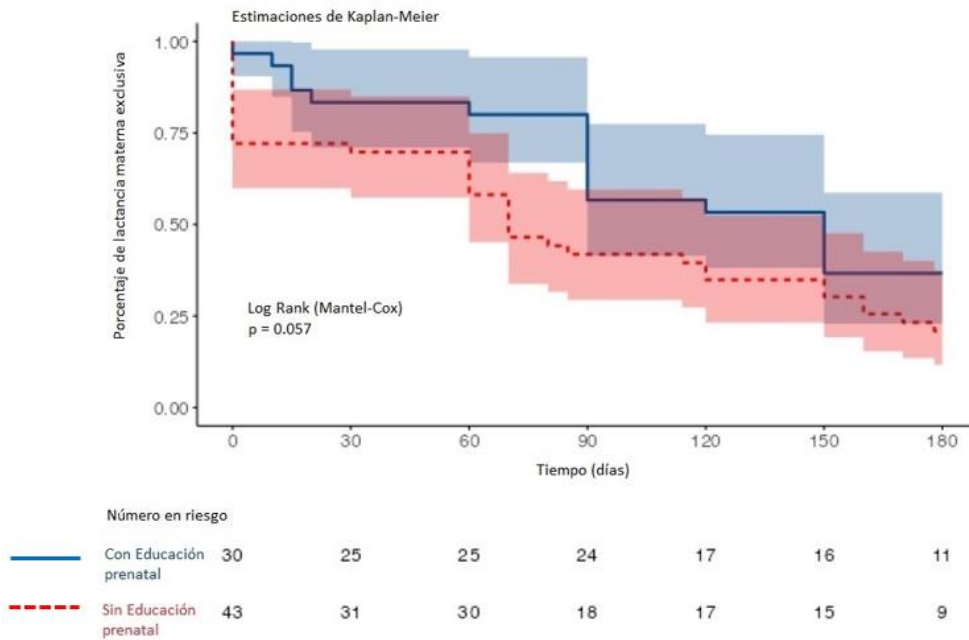 Estimaciones de Kaplan-Meier
Porcentaje de lactancia materna exclusiva
1.00
0.75
0.50
0.25
0.00
Log Rank (Mantel-Cox)
p = 0.057
0 30 60 90 120 150 180
Tiempo (días)
Número en riesgo
Con Educación 30 25 25 24 17 16 11
prenatal
Sin Educación 43 31 30 18 17 15 9
prenatal